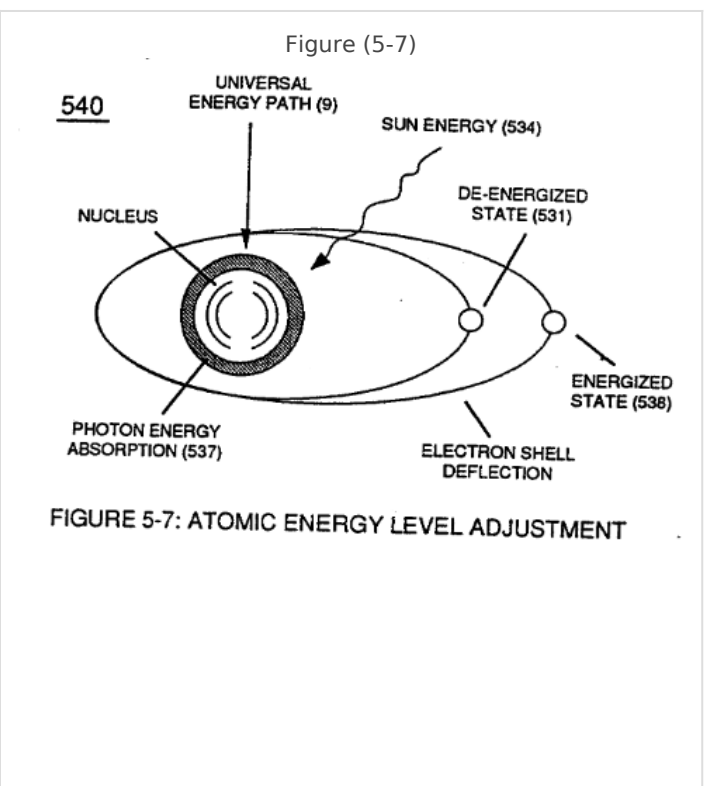 Figure (5-7)
540
UNIVERSAL
ENERGY PATH (9)
SUN ENERGY (534)
DE-ENERGIZED
STATE (531)
NUCLEUS
ENERGIZED
STATE (538)
PHOTON ENERGY
ABSORPTION (537)
ELECTRON SHELL
DEFLECTION
FIGURE 5-7: ATOMIC ENERGY LEVEL ADJUSTMENT